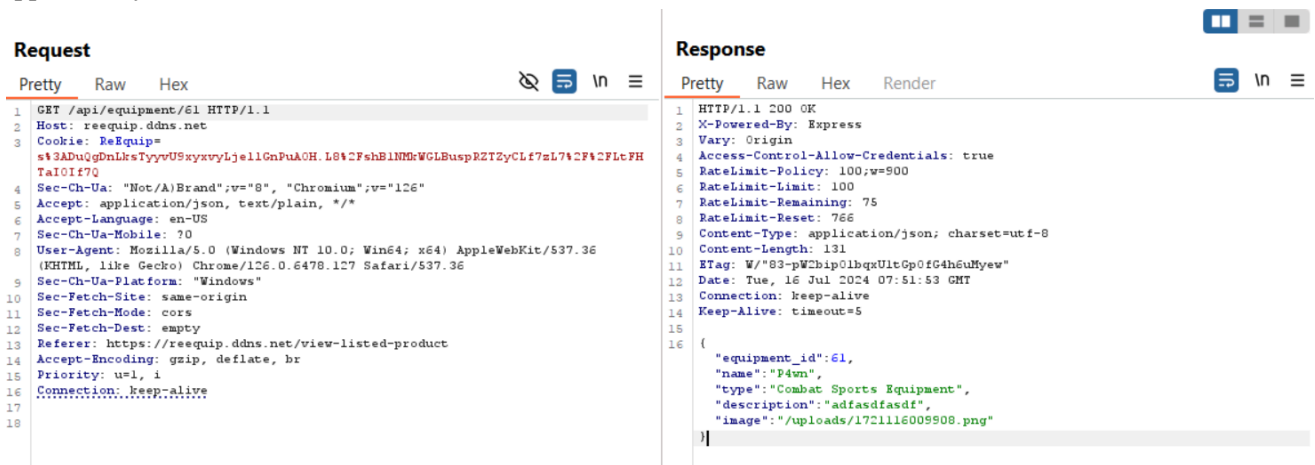 Request
Pretty Raw Hex \n
1 GET /api/equipment/61 HTTP/1.1
2 Host: reequip.ddns.net
3 Cookie: ReEquip=
s%3ADuQgDnLksTyyvU9xyxvyLjel1GnPuA0H.L8%2FshB1NMkWGLBuspRZTZyCLf7zL7%2F%2FLtFH
TaI0If7Q
4 Sec-Ch-Ua: "Not/A)Brand";v="8", "Chromium";v="126"
5 Accept: application/json, text/plain, */*
6 Accept-Language: en-US
7 Sec-Ch-Ua-Mobile: ?0
8 User-Agent: Mozilla/5.0 (Windows NT 10.0; Win64; x64) AppleWebKit/537.36
(KHTML, like Gecko) Chrome/126.0.6478.127 Safari/537.36
9 Sec-Ch-Ua-Platform: "Windows"
10 Sec-Fetch-Site: same-origin
11 Sec-Fetch-Mode: cors
12 Sec-Fetch-Dest: empty
13 Referer: https://reequip.ddns.net/view-listed-product
14 Accept-Encoding: gzip, deflate, br
15 Priority: u=1, i
16 Connection: keep-alive
17
18
Response
Pretty Raw Hex Render \n
1 HTTP/1.1 200 OK
2 X-Powered-By: Express
3 Vary: Origin
4 Access-Control-Allow-Credentials: true
5 RateLimit-Policy: 100;w=900
6 RateLimit-Limit: 100
7 RateLimit-Remaining: 75
8 RateLimit-Reset: 766
9 Content-Type: application/json; charset=utf-8
10 Content-Length: 131
11 ETag: W/"83-pW2bip01bqxUltGp0fG4h6uMyew"
12 Date: Tue, 16 Jul 2024 07:51:53 GMT
13 Connection: keep-alive
14 Keep-Alive: timeout=5
15
16 {
"equipment_id":61,
"name":"P4wn",
"type":"Combat Sports Equipment",
"description":"adfasdfasdf",
"image":"/uploads/1721116009908.png"
}